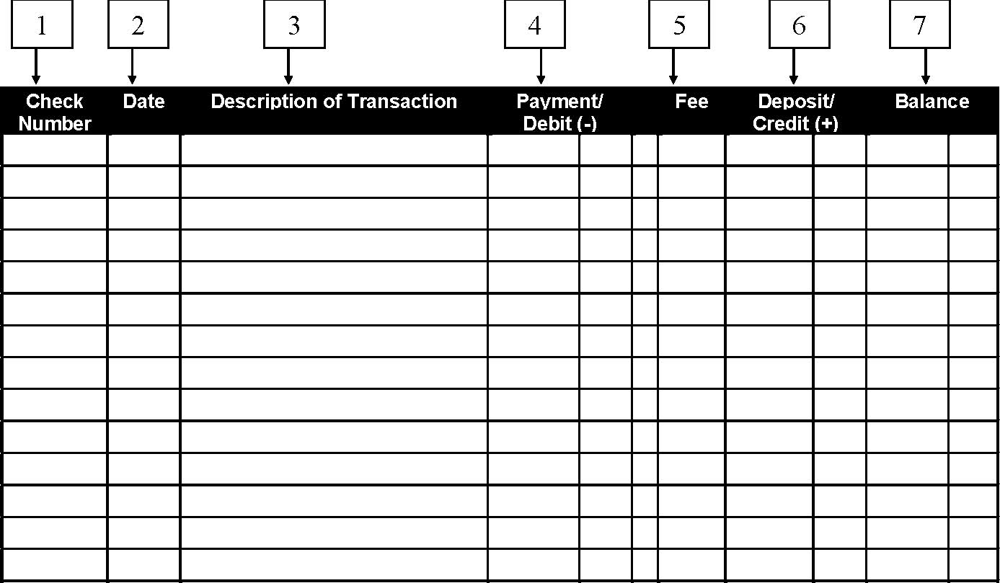 1 2 3 4 5 6 7
Check Date Description of Transaction Payment/ Fee Deposit/ Balance
Number Debit (-) Credit (+)